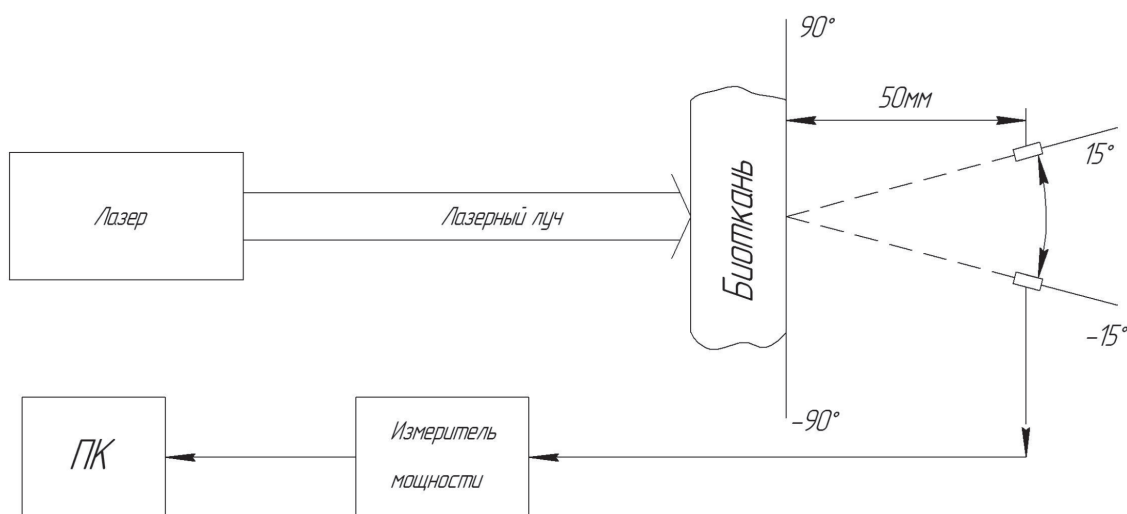 90°
50мм
15°
Лазер
Лазерный луч
Биоткань
-15°
-90°
ПК
Измеритель
мощности